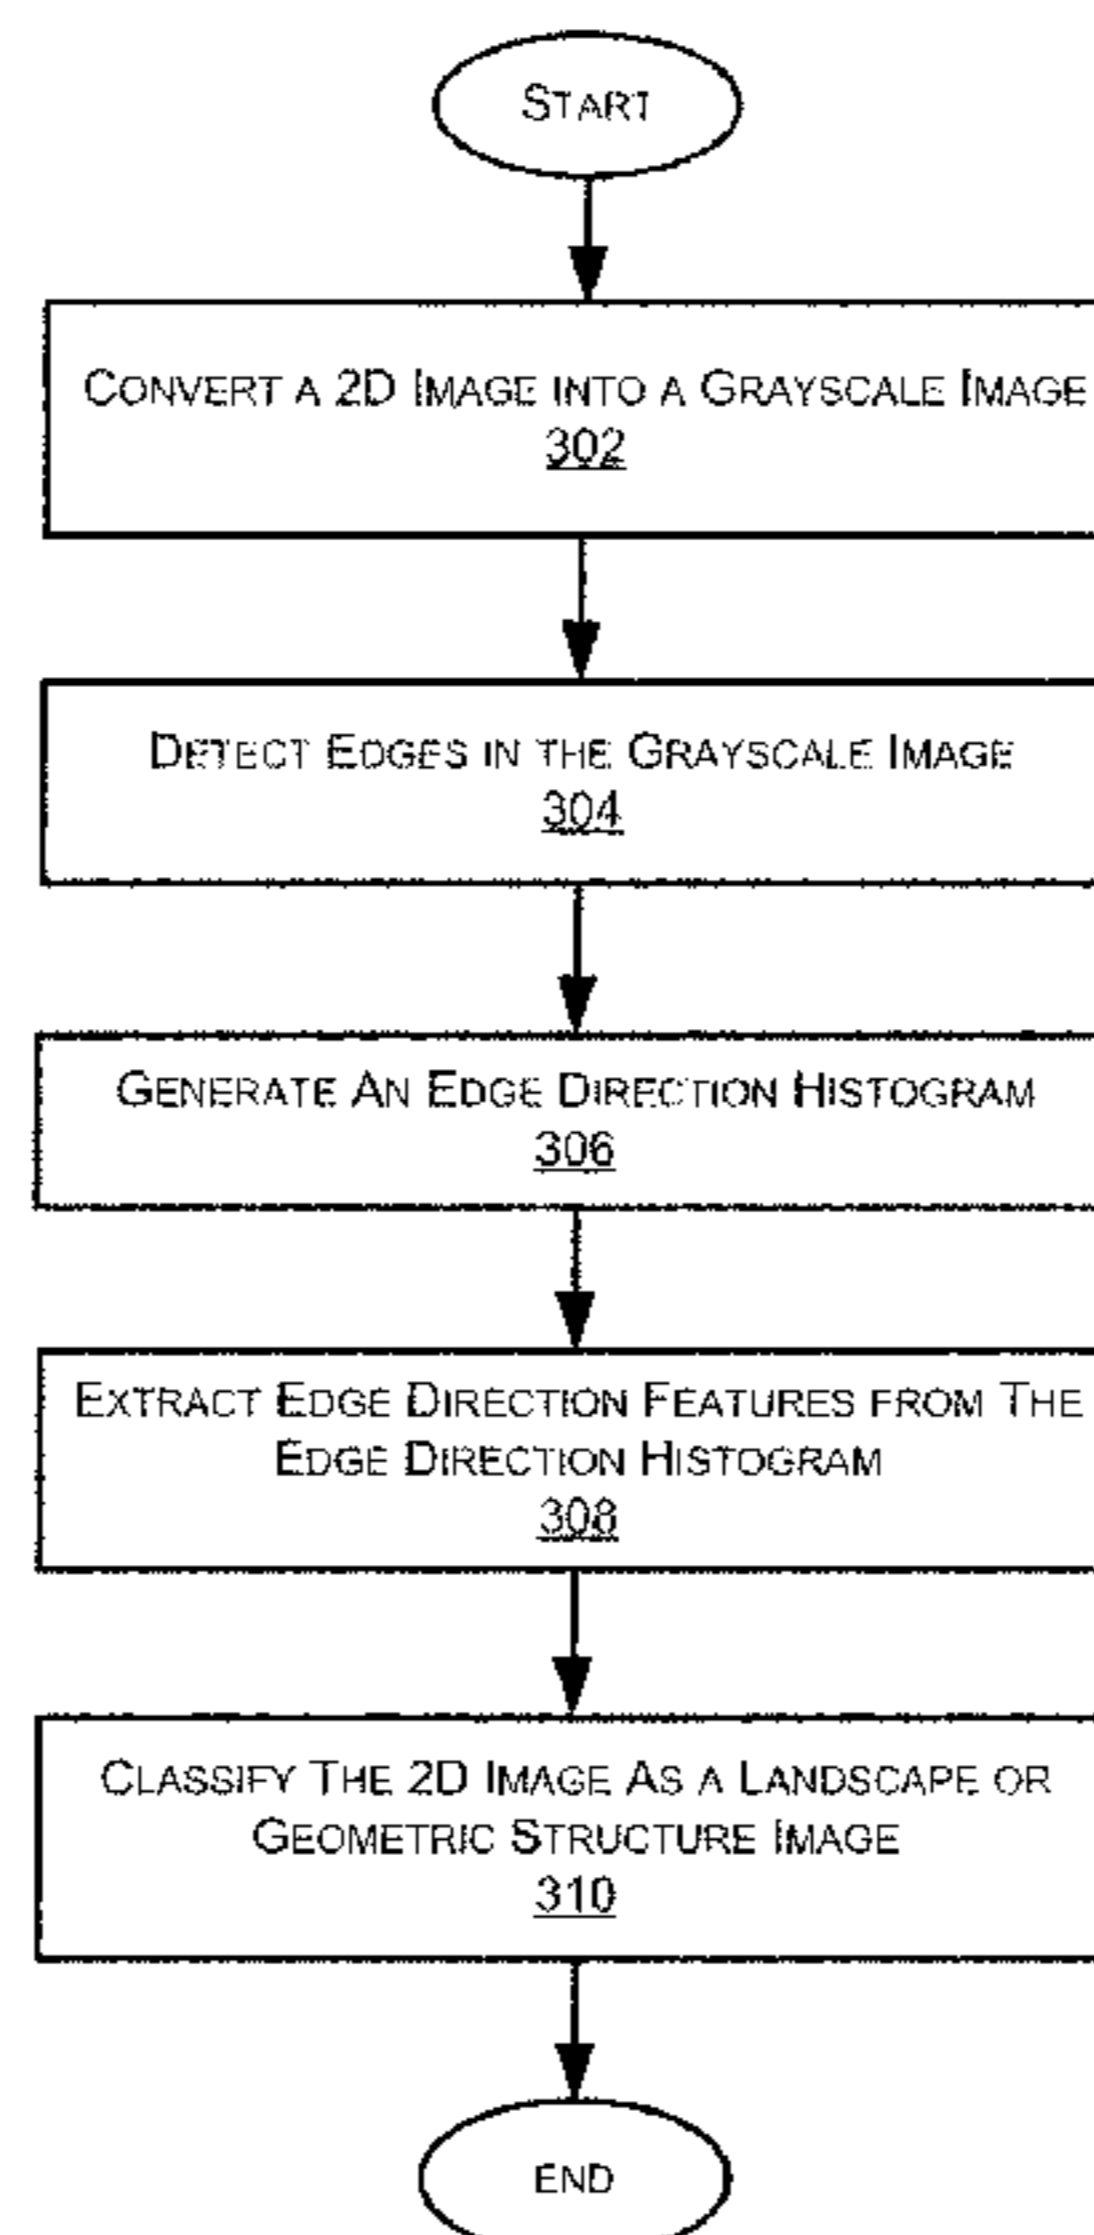 START
CONVERT A 2D IMAGE INTO A GRAYSCALE IMAGE
302
DETECT EDGES IN THE GRAYSCALE IMAGE
304
GENERATE AN EDGE DIRECTION HISTOGRAM
306
EXTRACT EDGE DIRECTION FEATURES FROM THE
EDGE DIRECTION HISTOGRAM
308
CLASSIFY THE 2D IMAGE AS A LANDSCAPE OR
GEOMETRIC STRUCTURE IMAGE
310
END